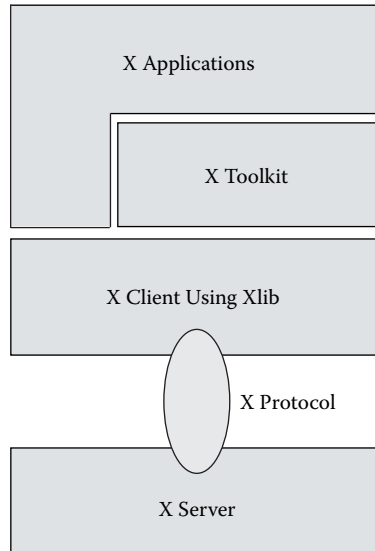 X Applications
X Toolkit
X Client Using Xlib
X Protocol
X Server